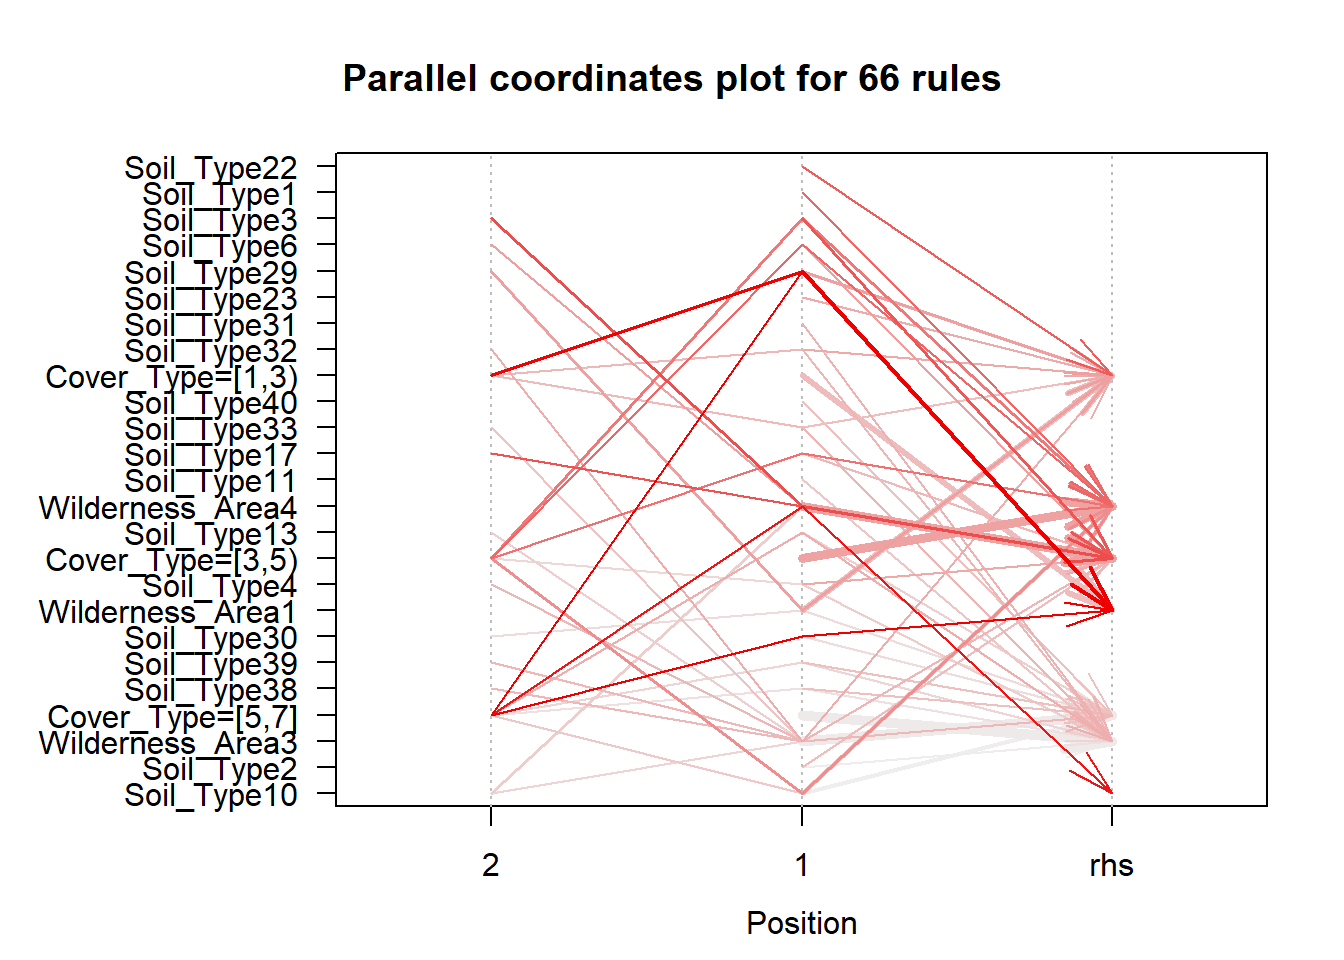 Parallel coordinates plot for 66 rules
Soil_Type22
Soil_Type1
Soil_Type3
Soil_Type6
Soil_Type29
Soil_Type23
Soil_Type31
Soil_Type32
Cover_Type=[1,3)
Soil_Type40
Soil_Type33
Soil_Type17
Soil_Type11
Wilderness_Area4
Soil_Type13
Cover_Type=[3,5)
Soil_Type4
Wilderness_Area1
Soil_Type30
Soil_Type39
Soil_Type38
Cover_Type=[5,7]
Wilderness_Area3
Soil_Type2
Soil_Type10
2 1 rhs
Position